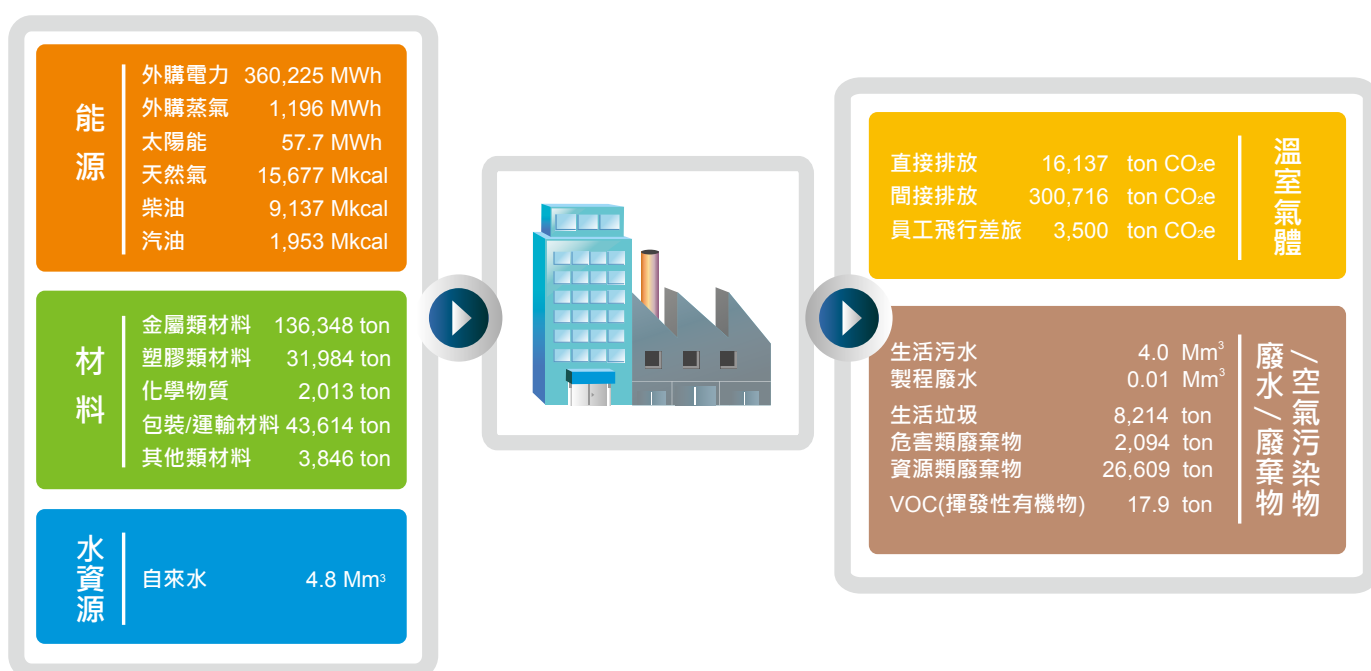 能源
外購電力 360,225 MWh
外購蒸氣 1,196 MWh
太陽能 57.7 MWh
天然氣 15,677 Mkcal
柴油 9,137 Mkcal
汽油 1,953 Mkcal
材料
金屬類材料 136,348 ton
塑膠類材料 31,984 ton
化學物質 2,013 ton
包裝/運輸材料 43,614 ton
其他類材料 3,846 ton
水資源
自來水 4.8 Mm³
直接排放 16,137 ton CO₂e
間接排放 300,716 ton CO₂e
員工飛行差旅 3,500 ton CO₂e
溫室氣體
生活污水 4.0 Mm³
製程廢水 0.01 Mm³
生活垃圾 8,214 ton
危害類廢棄物 2,094 ton
資源類廢棄物 26,609 ton
VOC(揮發性有機物) 17.9 ton
廢水/廢棄物
/空氣污染物